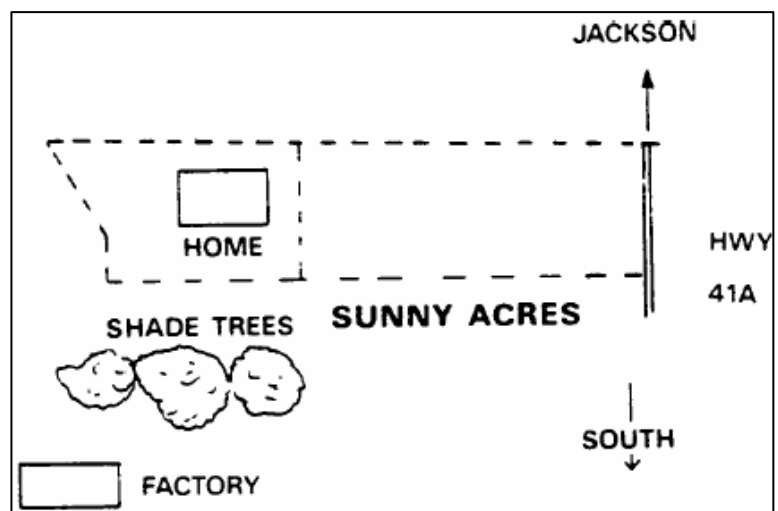 JACKSON
HOME
HWY
41A
SHADE TREES
SUNNY ACRES
SOUTH
FACTORY